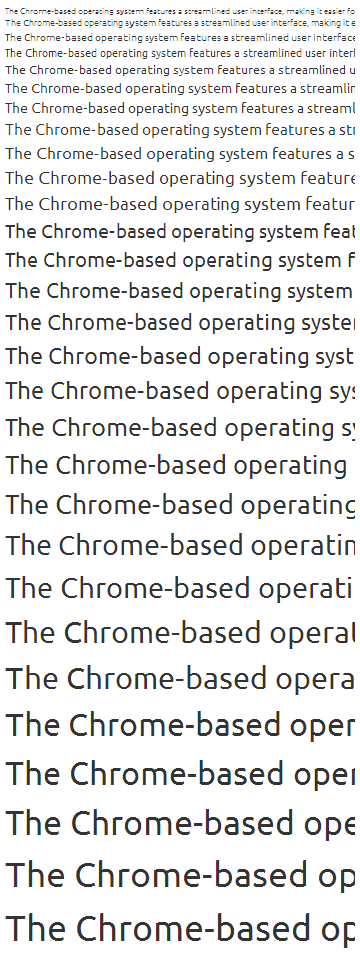 The Chrome-based operating system features a streamlined user interface, making it easier fo
The Chrome-based operating system features a streamlined user interface, making it e
The Chrome-based operating system features a streamlined user interface
The Chrome-based operating system features a streamlined user interf
The Chrome-based operating system features a streamlined u
The Chrome-based operating system features a streamlin
The Chrome-based operating system features a streaml
The Chrome-based operating system features a str
The Chrome-based operating system features a s
The Chrome-based operating system feature
The Chrome-based operating system featur
The Chrome-based operating system feat
The Chrome-based operating system f
The Chrome-based operating system
The Chrome-based operating syster
The Chrome-based operating syst
The Chrome-based operating sys
The Chrome-based operating sy
The Chrome-based operating
The Chrome-based operating
The Chrome-based operatin
The Chrome-based operati
The Chrome-based operat
The Chrome-based opera
The Chrome-based oper
The Chrome-based oper
The Chrome-based ope
The Chrome-based op
The Chrome-based op